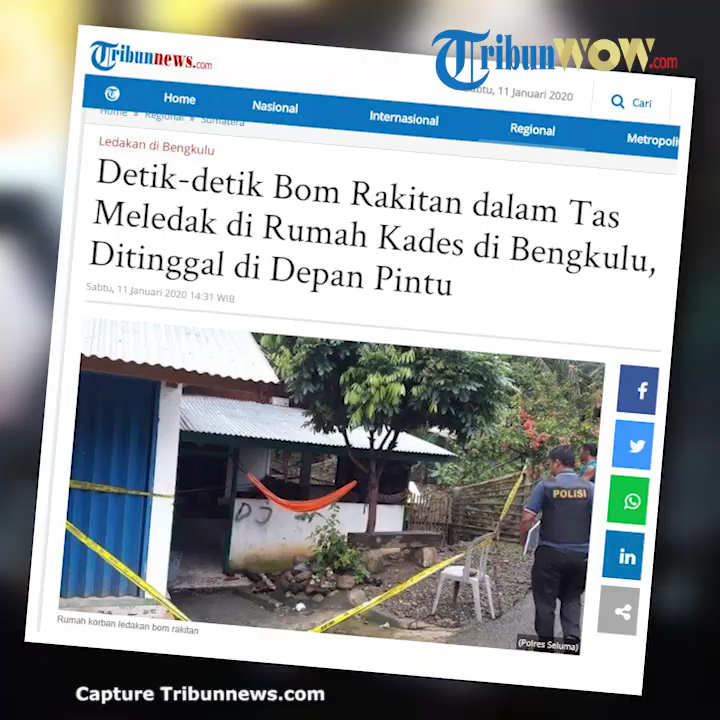 Tribunnews.com
TribunWOW.com
Sabtu, 11 Januari 2020
Cari
Home
Nasional
Internasional
Regional
Metropoli
Home > Regional > Sumatera
Ledakan di Bengkulu
Detik-detik Bom Rakitan dalam Tas
Meledak di Rumah Kades di Bengkulu,
Ditinggal di Depan Pintu
Sabtu, 11 Januari 2020 14:31 WIB
DJ
POLISI
Rumah korban ledakan bom rakitan
(Polres Seluma)
Capture Tribunnews.com